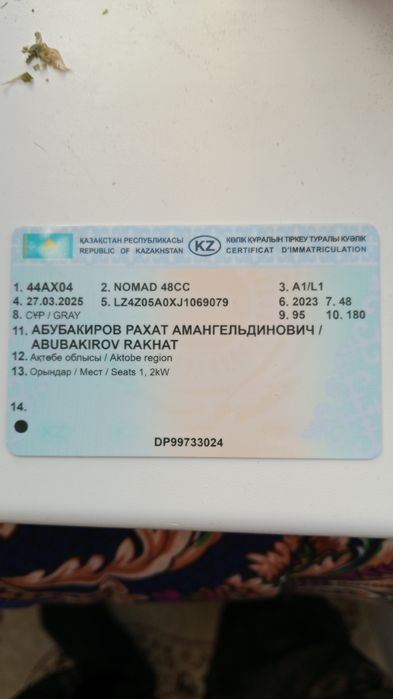 ҚАЗАҚСТАН РЕСПУБЛИКАСЫ KZ КӨЛІК ҚҰРАЛЫН ТІРКЕУ ТУРАЛЫ КУӘЛІК
REPUBLIC OF KAZAKHSTAN CERTIFICAT D'IMMATRICULATION
1. 44AX04 2. NOMAD 48CC 3. A1/L1
4. 27.03.2025 5. LZ4Z05A0XJ1069079 6. 2023 7. 48
8. СҰР / GRAY 9. 95 10. 180
11. АБУБАКИРОВ РАХАТ АМАНГЕЛЬДИНОВИЧ /
ABUBAKIROV RAKHAT
12. Ақтөбе облысы / Aktobe region
13. Орындар / Мест / Seats 1, 2kW
14.
DP99733024